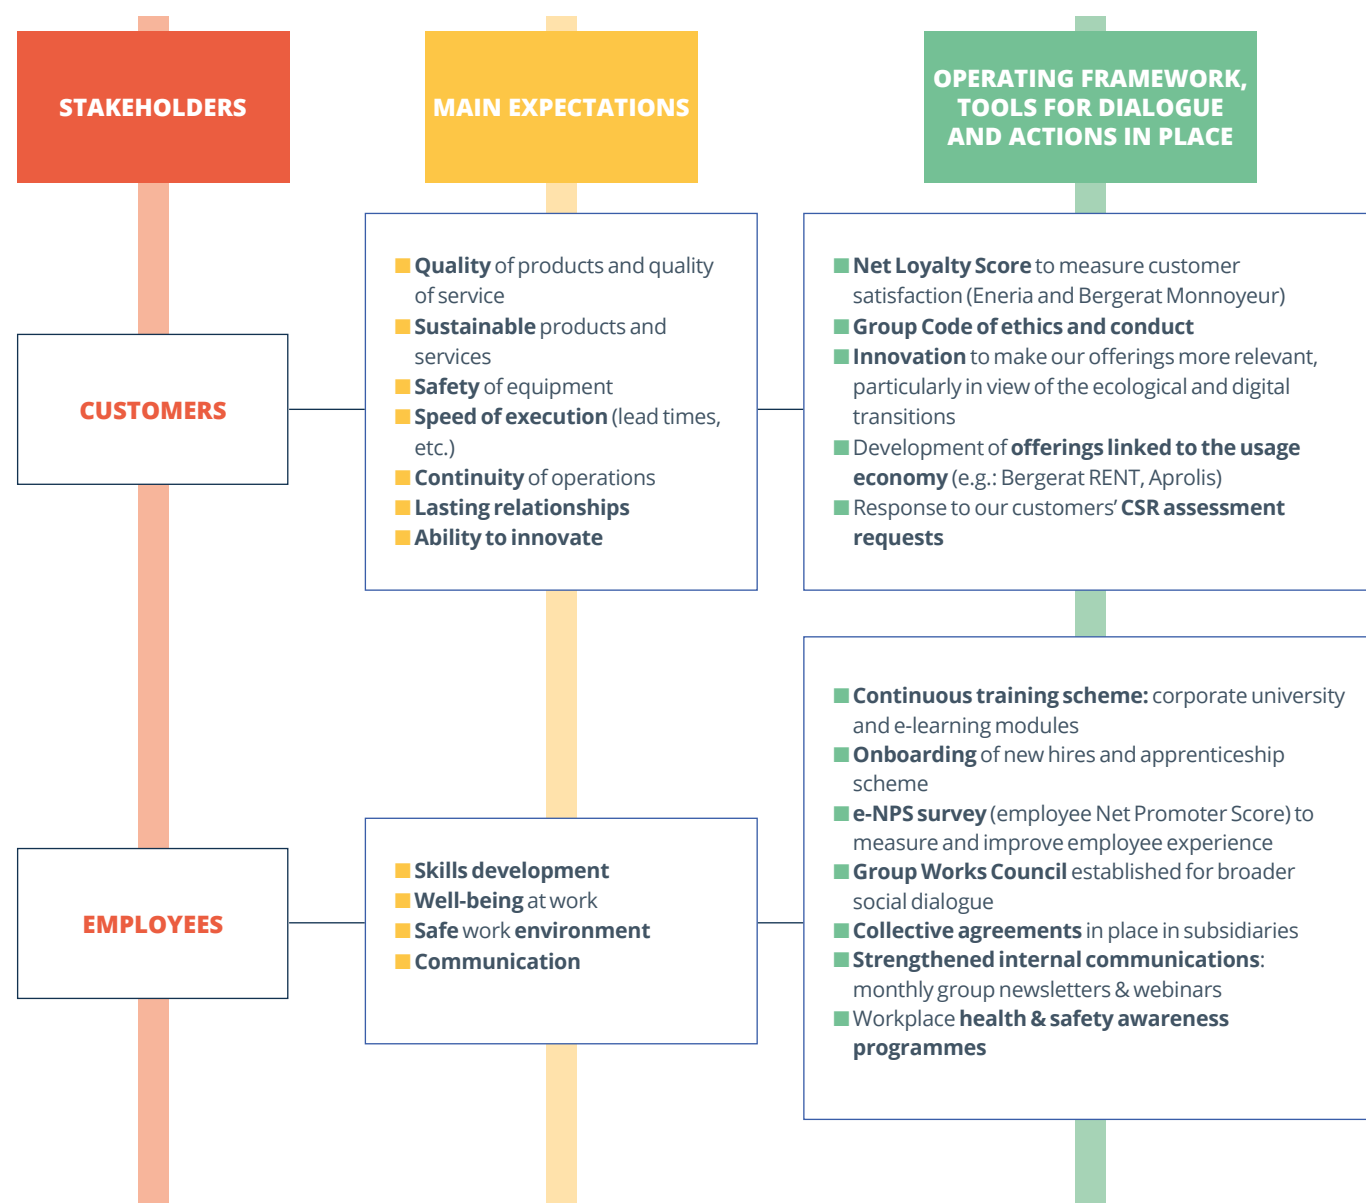 STAKEHOLDERS
MAIN EXPECTATIONS
OPERATING FRAMEWORK,
TOOLS FOR DIALOGUE
AND ACTIONS IN PLACE
CUSTOMERS
Quality of products and quality
of service
Sustainable products and
services
Safety of equipment
Speed of execution (lead times,
etc.)
Continuity of operations
Lasting relationships
Ability to innovate
Net Loyalty Score to measure customer
satisfaction (Eneria and Bergerat Monnoyeur)
Group Code of ethics and conduct
Innovation to make our offerings more relevant,
particularly in view of the ecological and digital
transitions
Development of offerings linked to the usage
economy (e.g.: Bergerat RENT, Aprolis)
Response to our customers’ CSR assessment
requests
EMPLOYEES
Skills development
Well-being at work
Safe work environment
Communication
Continuous training scheme: corporate university
and e-learning modules
Onboarding of new hires and apprenticeship
scheme
e-NPS survey (employee Net Promoter Score) to
measure and improve employee experience
Group Works Council established for broader
social dialogue
Collective agreements in place in subsidiaries
Strengthened internal communications:
monthly group newsletters & webinars
Workplace health & safety awareness
programmes